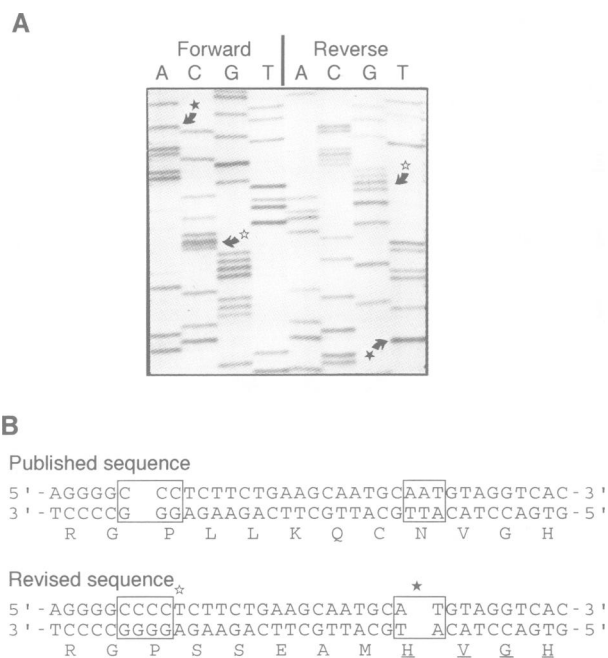 A
Forward Reverse
A C G T A C G T
★
☆
☆
★
B
Published sequence
5'-AGGGGC CCTCTTCTGAAGCAATGCAATGTAGGTCAC-3'
3'-TCCCCG GGAGAAGACTTCGTTACGTTACATCCAGTG-5'
R G P L L K Q C N V G H
Revised sequence
☆ ★
5'-AGGGGCCCCTCTTCTGAAGCAATGCA TGTAGGTCAC-3'
3'-TCCCCGGGGAGAAGACTTCGTTACGT ACATCCAGTG-5'
R G P S S E A M H V G H